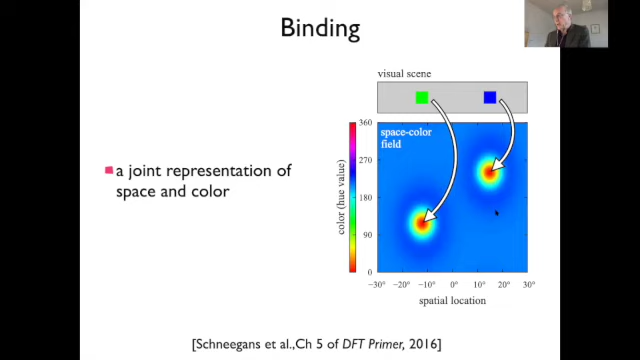 Binding
visual scene
360
270
180
90
0
color (hue value)
space-color
field
−30° −20° −10° 0° 10° 20° 30°
spatial location
a joint representation of
space and color
[Schneegans et al.,Ch 5 of DFT Primer, 2016]